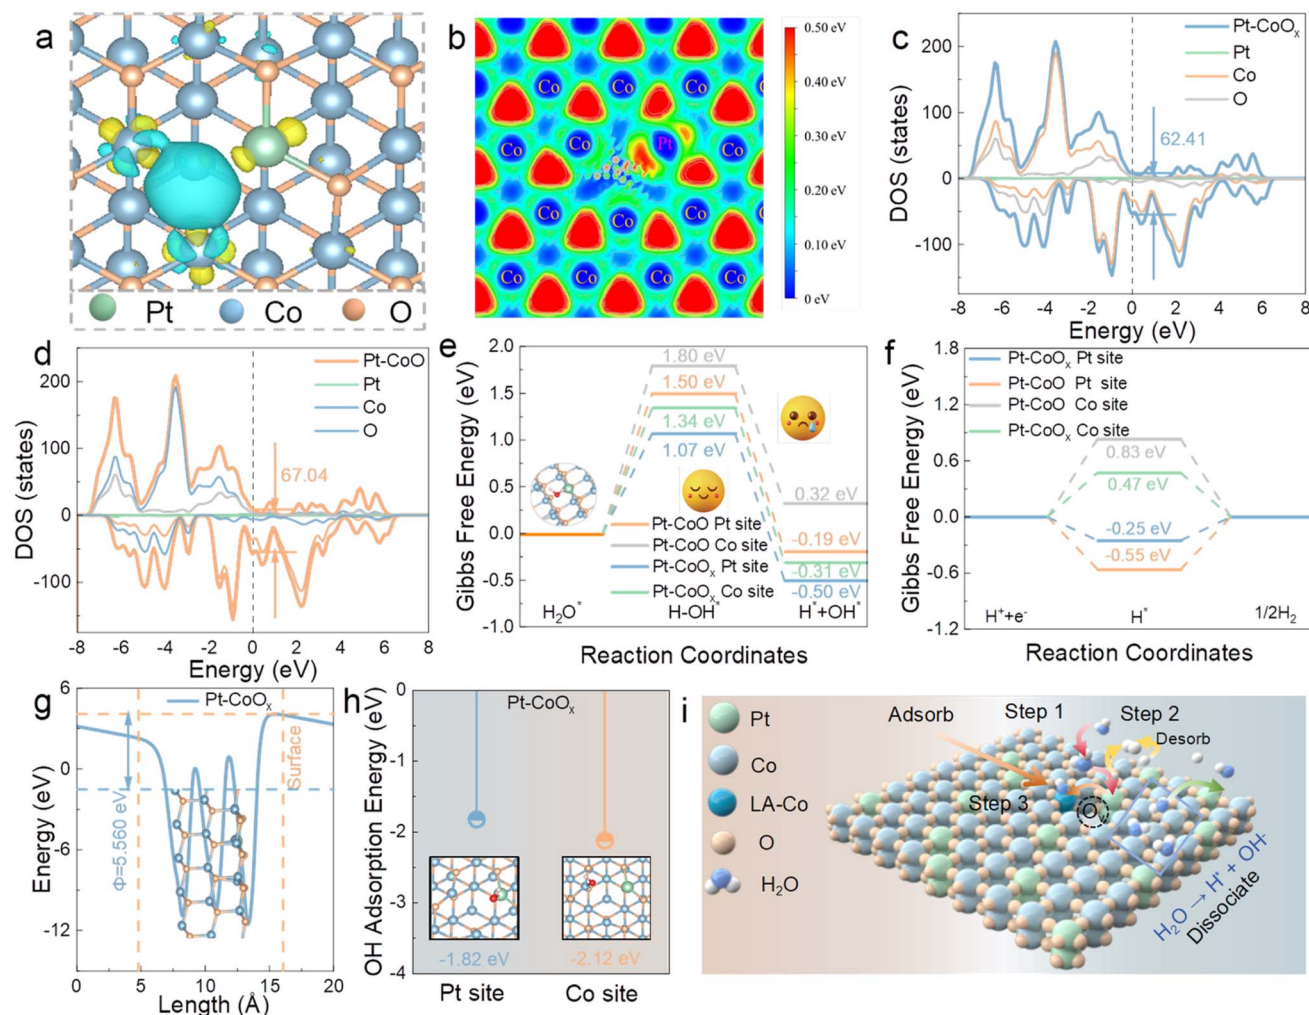 a
Pt
Co
O
b
Co Co Co Co
Co Co Pt Co
Co Co
Co Co Co Co
Co Co Co Co
0.50 eV
0.40 eV
0.30 eV
0.20 eV
0.10 eV
0 eV
c
DOS (states)
200
100
0
-100
Pt-CoOₓ
Pt
Co
O
62.41
-8 -6 -4 -2 0 2 4 6 8
Energy (eV)
d
DOS (states)
200
100
0
-100
Pt-CoO
Pt
Co
O
67.04
-8 -6 -4 -2 0 2 4 6 8
Energy (eV)
e
Gibbs Free Energy (eV)
2.0
1.5
1.0
0.5
0.0
-0.5
-1.0
1.80 eV
1.50 eV
1.34 eV
1.07 eV
0.32 eV
-0.19 eV
-0.31 eV
-0.50 eV
Pt-CoO Pt site
Pt-CoO Co site
Pt-CoOₓ Pt site
Pt-CoOₓ Co site
H₂O* H-OH* H*+OH*
Reaction Coordinates
f
Gibbs Free Energy (eV)
1.8
1.2
0.6
0.0
-0.6
-1.2
Pt-CoOₓ Pt site
Pt-CoO Pt site
Pt-CoO Co site
Pt-CoOₓ Co site
0.83 eV
0.47 eV
-0.25 eV
-0.55 eV
H⁺+e⁻ H* 1/2H₂
Reaction Coordinates
g
Energy (eV)
6
0
-6
-12
Pt-CoOₓ
Φ=5.560 eV
Surface
0 5 10 15 20
Length (Å)
h
OH Adsorption Energy (eV)
0
-1
-2
-3
-4
Pt-CoOₓ
-1.82 eV
-2.12 eV
Pt site Co site
i
Pt
Co
LA-Co
O
H₂O
Adsorb
Step 1
Step 2
Desorb
Step 3
Oᵥ
H₂O → H* + OH⁻
Dissociate